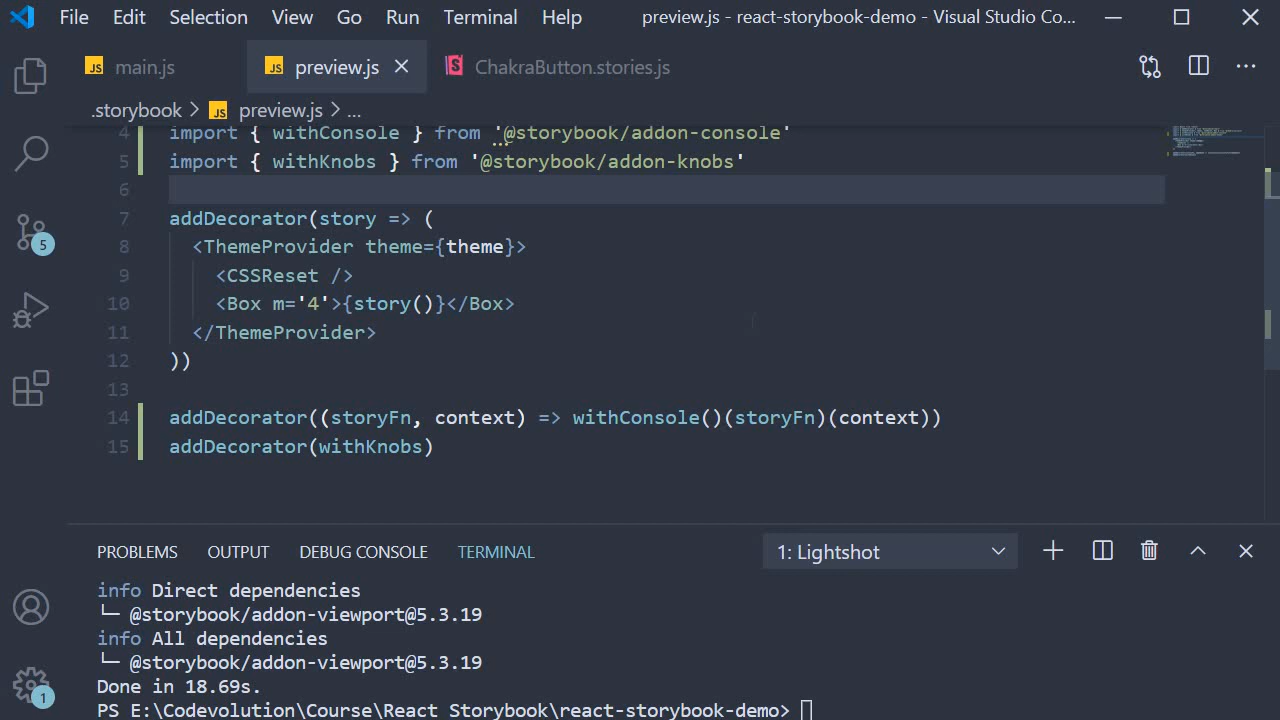 File Edit Selection View Go Run Terminal Help preview.js - react-storybook-demo - Visual Studio Co...
JS main.js JS preview.js ChakraButton.stories.js
.storybook > JS preview.js > ...
4 import { withConsole } from '@storybook/addon-console'
5 import { withKnobs } from '@storybook/addon-knobs'
6
7 addDecorator(story => (
8 <ThemeProvider theme={theme}>
9 <CSSReset />
10 <Box m='4'>{story()}</Box>
11 </ThemeProvider>
12 ))
13
14 addDecorator((storyFn, context) => withConsole()(storyFn)(context))
15 addDecorator(withKnobs)
5
PROBLEMS OUTPUT DEBUG CONSOLE TERMINAL 1: Lightshot
info Direct dependencies
└─ @storybook/addon-viewport@5.3.19
info All dependencies
└─ @storybook/addon-viewport@5.3.19
Done in 18.69s.
PS E:\Codevolution\Course\React Storybook\react-storybook-demo>
1